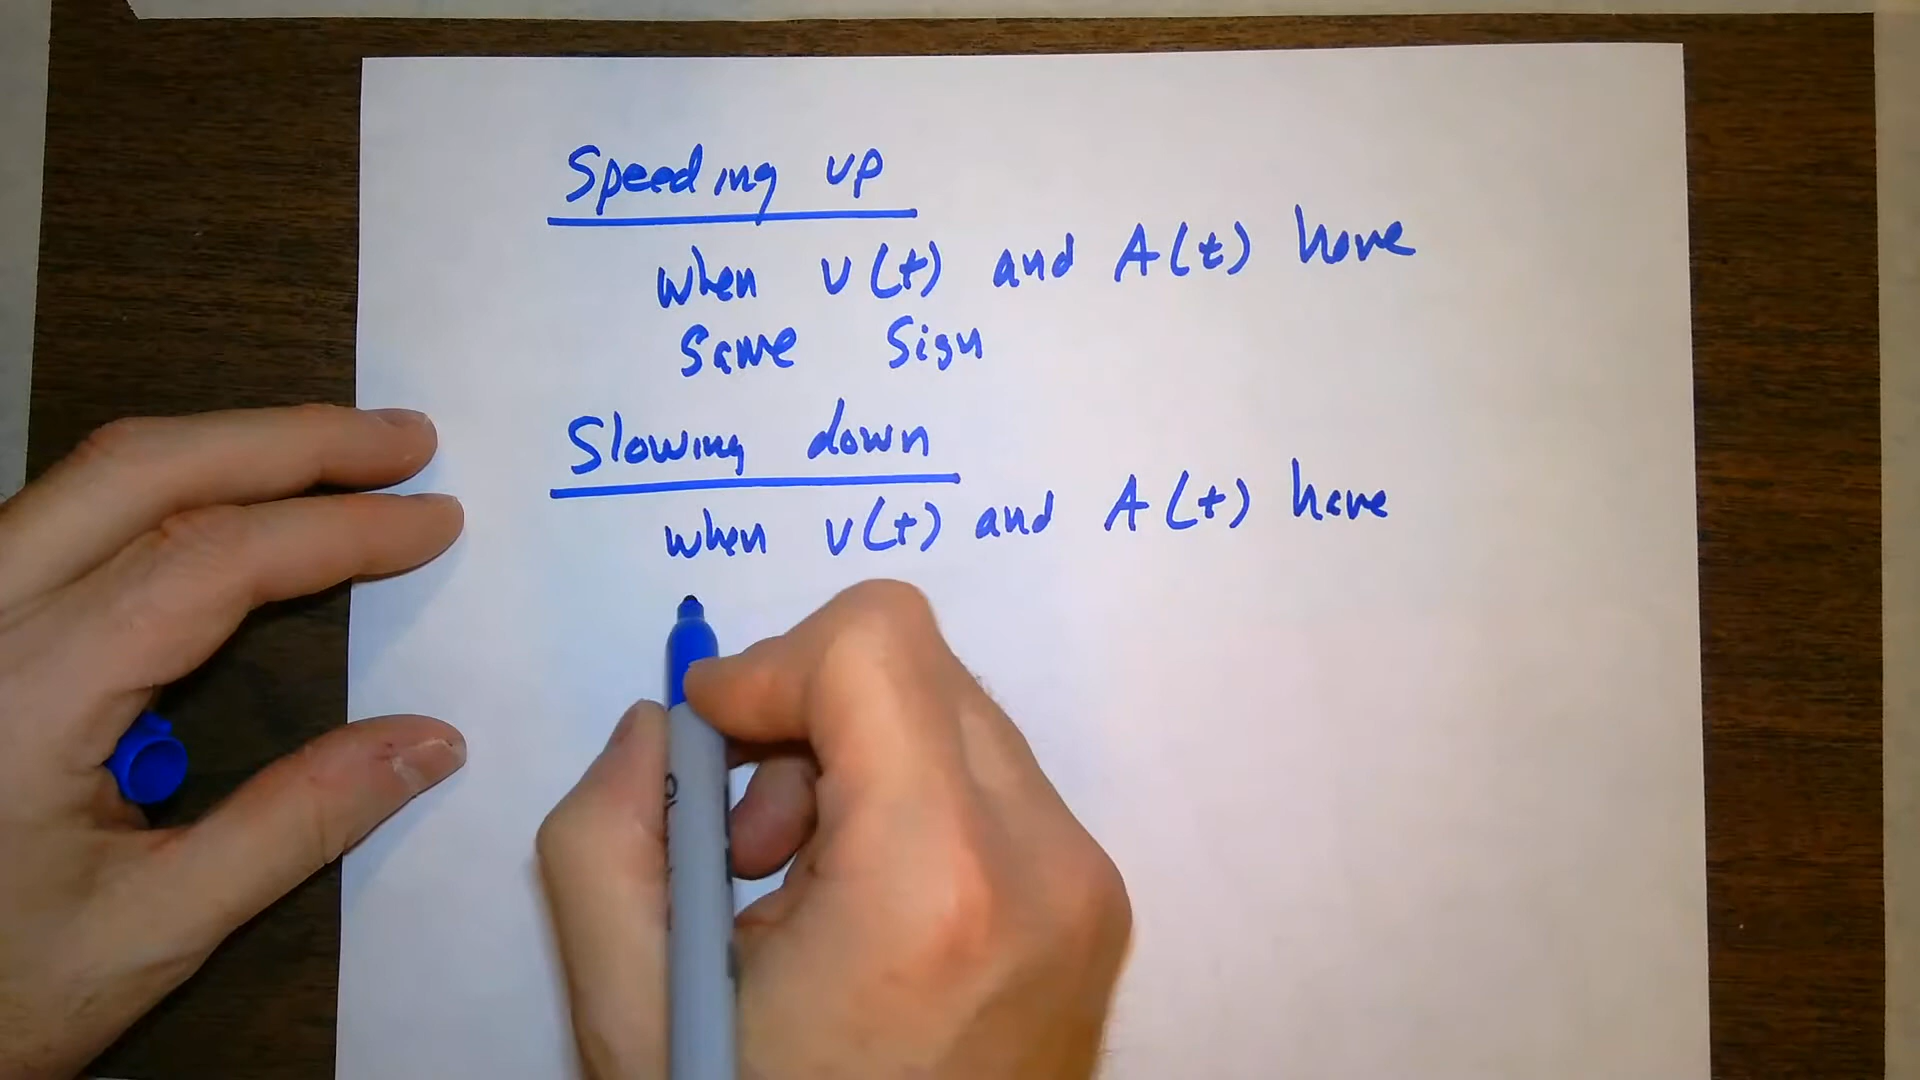 Speeding up
when v(t) and A(t) have
Same Sign
Slowing down
when v(t) and A(t) have